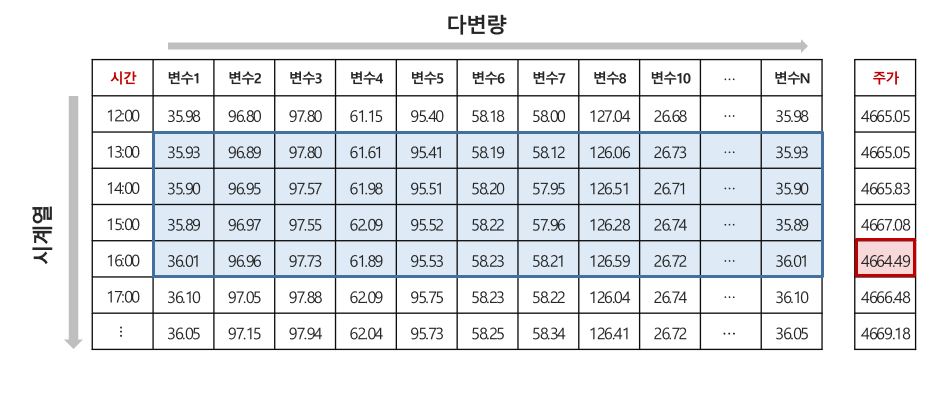 다변량
시계열
시간 변수1 변수2 변수3 변수4 변수5 변수6 변수7 변수8 변수10 ⋯ 변수N 주가
12:00 35.98 96.80 97.80 61.15 95.40 58.18 58.00 127.04 26.68 ⋯ 35.98 4665.05
13:00 35.93 96.89 97.80 61.61 95.41 58.19 58.12 126.06 26.73 ⋯ 35.93 4665.05
14:00 35.90 96.95 97.57 61.98 95.51 58.20 57.95 126.51 26.71 ⋯ 35.90 4665.83
15:00 35.89 96.97 97.55 62.09 95.52 58.22 57.96 126.28 26.74 ⋯ 35.89 4667.08
16:00 36.01 96.96 97.73 61.89 95.53 58.23 58.21 126.59 26.72 ⋯ 36.01 4664.49
17:00 36.10 97.05 97.88 62.09 95.75 58.23 58.22 126.04 26.74 ⋯ 36.10 4666.48
⋮ 36.05 97.15 97.94 62.04 95.73 58.25 58.34 126.41 26.72 ⋯ 36.05 4669.18